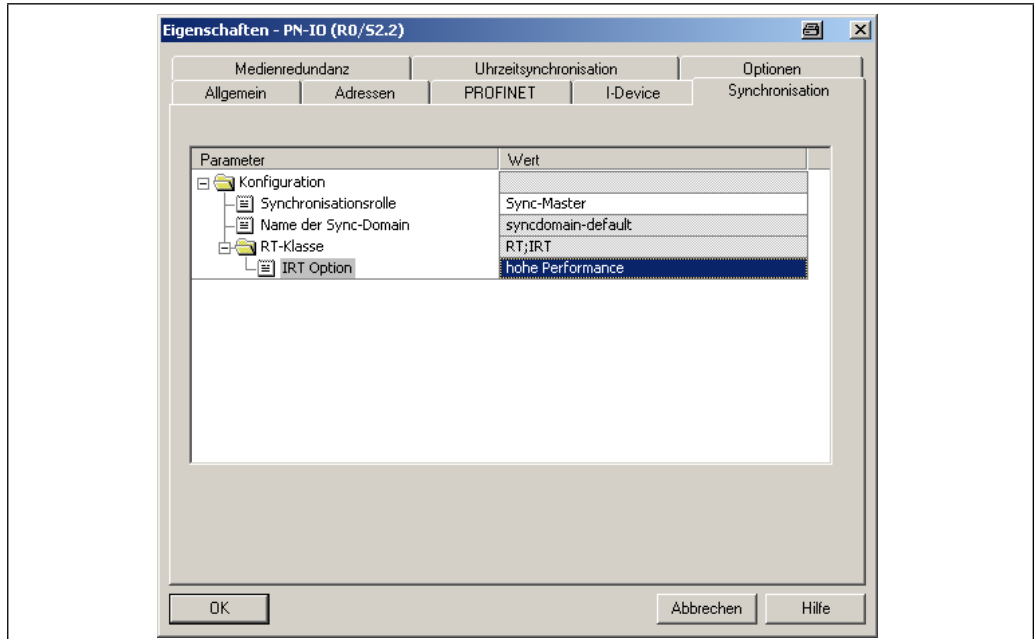 Eigenschaften - PN-IO (R0/S2.2)
Medienredundanz Uhrzeitsynchronisation Optionen
Allgemein Adressen PROFINET I-Device Synchronisation
Parameter Wert
Konfiguration
Synchronisationsrolle Sync-Master
Name der Sync-Domain syncdomain-default
RT-Klasse RT;IRT
IRT Option hohe Performance
OK Abbrechen Hilfe